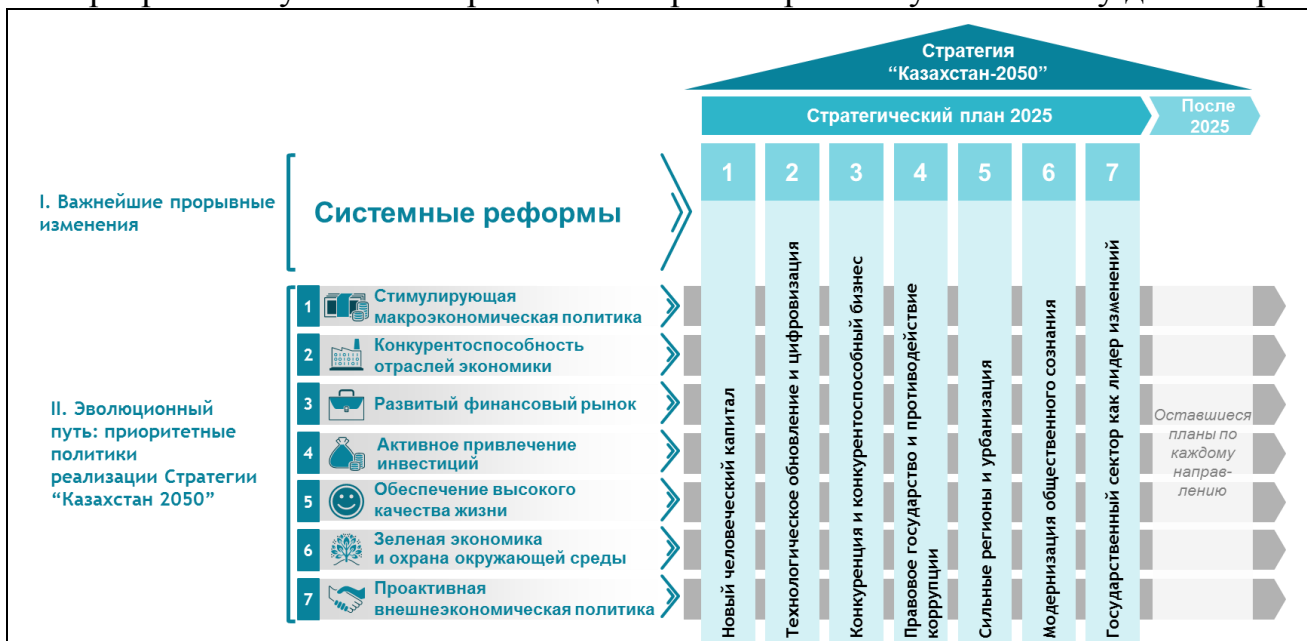 Стратегия
“Казахстан-2050”
Стратегический план 2025
После
2025
I. Важнейшие прорывные
изменения
Системные реформы
1
2
3
4
5
6
7
Новый человеческий капитал
Технологическое обновление и цифровизация
Конкуренция и конкурентоспособный бизнес
Правовое государство и противодействие
коррупции
Сильные регионы и урбанизация
Модернизация общественного сознания
Государственный сектор как лидер изменений
II. Эволюционный
путь: приоритетные
политики
реализации Стратегии
“Казахстан 2050”
1
Стимулирующая
макроэкономическая политика
2
Конкурентоспособность
отраслей экономики
3
Развитый финансовый рынок
4
Активное привлечение
инвестиций
5
Обеспечение высокого
качества жизни
6
Зеленая экономика
и охрана окружающей среды
7
Проактивная
внешнеэкономическая политика
Оставшиеся
планы по
каждому
направ-
лению